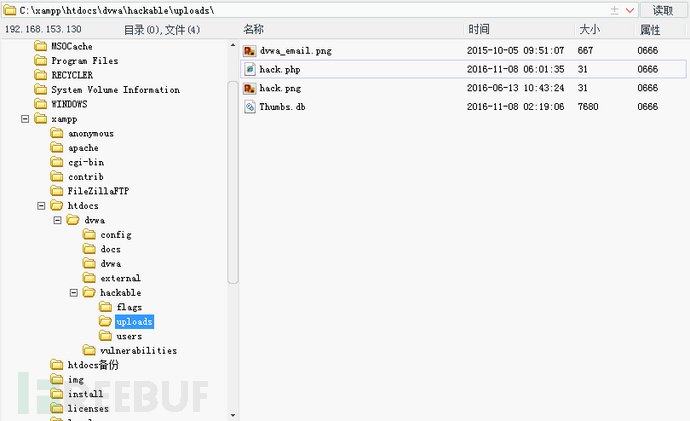 C:\xampp\htdocs\dvwa\hackable\uploads\ 读取
192.168.153.130 目录(0),文件(4) 名称 时间 大小 属性
MSOCache
Program Files
RECYCLER
System Volume Information
WINDOWS
xampp
anonymous
apache
cgi-bin
contrib
FileZillaFTP
htdocs
dvwa
config
docs
dvwa
external
hackable
flags
uploads
users
vulnerabilities
htdocs备份
img
install
licenses
dvwa_email.png 2015-10-05 09:51:07 667 0666
hack.php 2016-11-08 06:01:35 31 0666
hack.png 2016-06-13 10:43:24 31 0666
Thumbs.db 2016-11-08 02:19:06 7680 0666